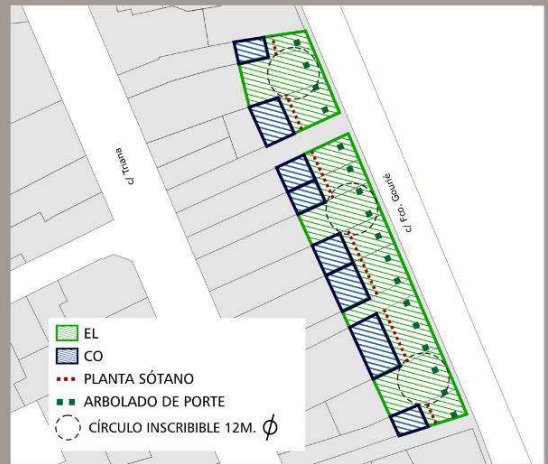 c/ Triana
c/ Fco. Gourié
EL
CO
PLANTA SÓTANO
ARBOLADO DE PORTE
CÍRCULO INSCRIBIBLE 12M. ϕ